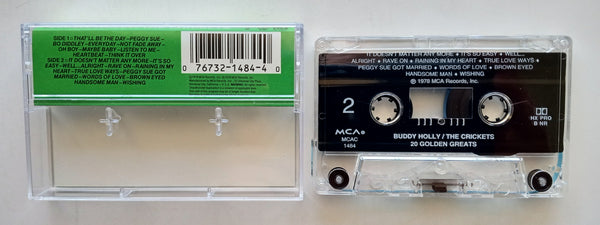 SIDE 1: THAT'LL BE THE DAY–PEGGY SUE–
BO DIDDLEY–EVERYDAY–NOT FADE AWAY–
OH BOY–MAYBE BABY–LISTEN TO ME–
HEARTBEAT–THINK IT OVER
SIDE 2: IT DOESN'T MATTER ANY MORE–IT'S SO
EASY–WELL...ALRIGHT–RAVE ON–RAINING IN MY
HEART–TRUE LOVE WAYS–PEGGY SUE GOT
MARRIED–WORDS OF LOVE–BROWN EYED
HANDSOME MAN–WISHING
0 76732-1484-4 0
IT DOESN'T MATTER ANY MORE • IT'S SO EASY • WELL...
ALRIGHT • RAVE ON • RAINING IN MY HEART • TRUE LOVE WAYS •
PEGGY SUE GOT MARRIED • WORDS OF LOVE • BROWN EYED
HANDSOME MAN • WISHING
℗ 1978 MCA Records, Inc.
2
HX PRO
B NR
MCA
MCAC
1484
BUDDY HOLLY / THE CRICKETS
20 GOLDEN GREATS